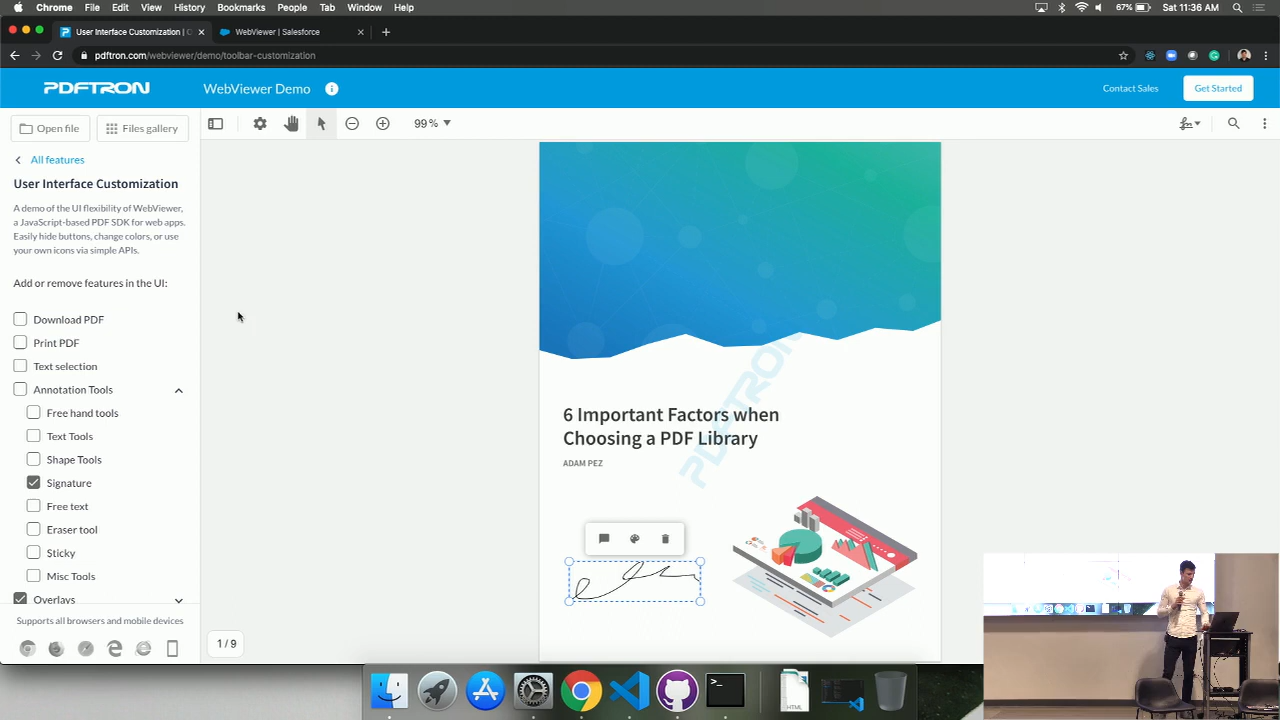 Chrome File Edit View History Bookmarks People Tab Window Help 67% Sat 11:36 AM
User Interface Customization | WebViewer | Salesforce
pdftron.com/webviewer/demo/toolbar-customization
PDFTRON WebViewer Demo Contact Sales Get Started
Open file Files gallery 99%
All features
User Interface Customization
A demo of the UI flexibility of WebViewer,
a JavaScript-based PDF SDK for web apps.
Easily hide buttons, change colors, or use
your own icons via simple APIs.
Add or remove features in the UI:
Download PDF
Print PDF
Text selection
Annotation Tools
Free hand tools
Text Tools
Shape Tools
Signature
Free text
Eraser tool
Sticky
Misc Tools
Overlays
Supports all browsers and mobile devices
PDFTRON
6 Important Factors when
Choosing a PDF Library
ADAM PEZ
1 / 9
HTML